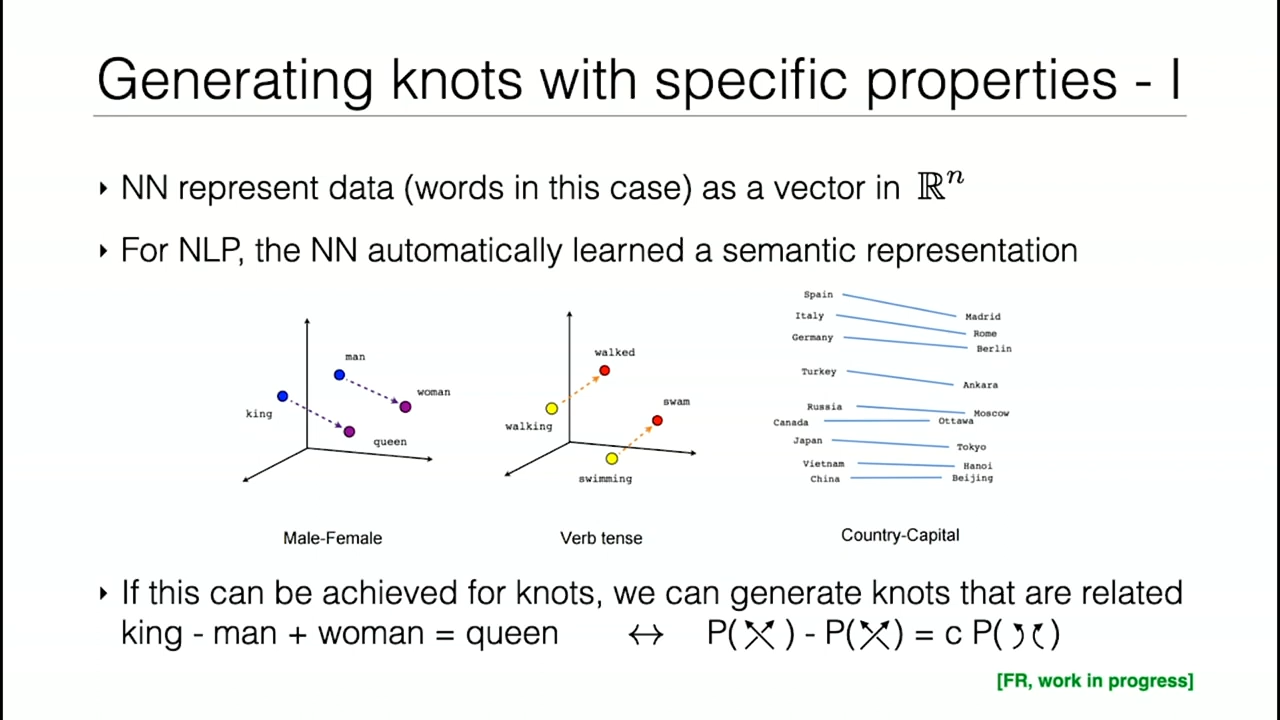 Generating knots with specific properties - I
‣ NN represent data (words in this case) as a vector in ℝⁿ
‣ For NLP, the NN automatically learned a semantic representation
man
woman
king
queen
Male-Female
walked
swam
walking
swimming
Verb tense
Spain Madrid
Italy Rome
Germany Berlin
Turkey Ankara
Russia Moscow
Canada Ottawa
Japan Tokyo
Vietnam Hanoi
China Beijing
Country-Capital
‣ If this can be achieved for knots, we can generate knots that are related
king - man + woman = queen ↔ P( ) - P( ) = c P( )
[FR, work in progress]